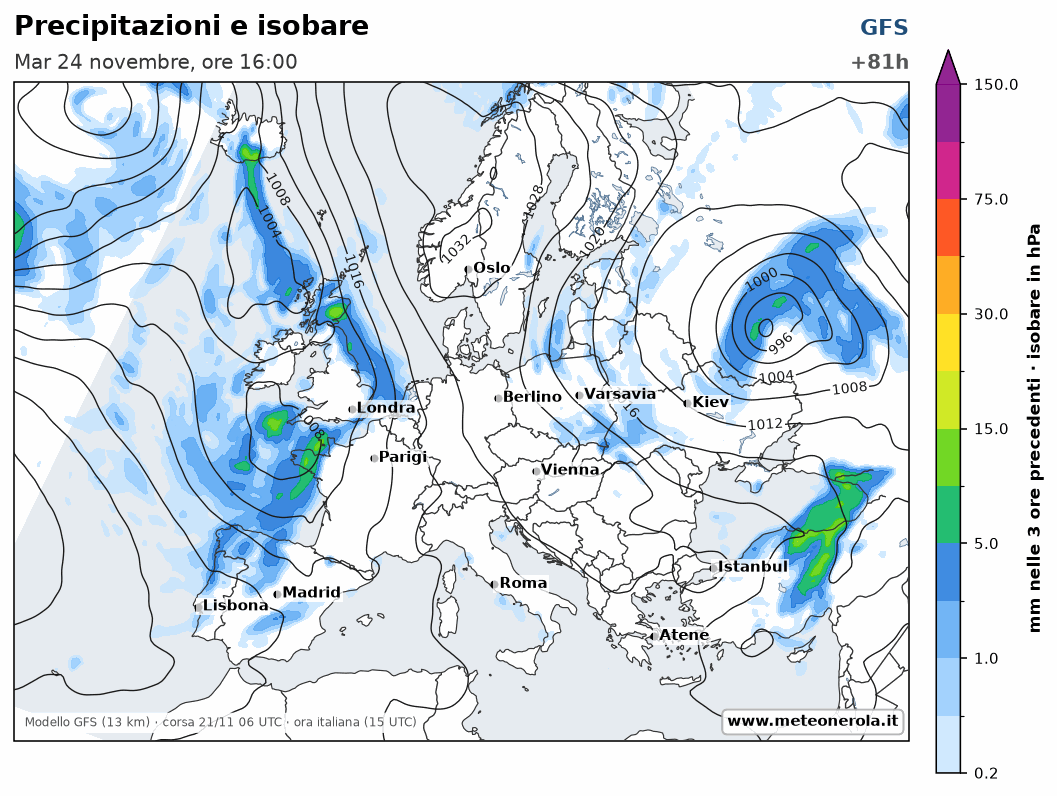 Precipitazioni e isobare
GFS
Mar 24 novembre, ore 16:00
+81h
150.0
75.0
30.0
15.0
5.0
1.0
0.2
mm nelle 3 ore precedenti · isobare in hPa
1008
1004
1016
1028
1032
1020
Oslo
1000
996
1004
1008
1012
Londra
Berlino
Varsavia
Kiev
1008
16
Parigi
Vienna
Istanbul
Madrid
Lisbona
Roma
Atene
Modello GFS (13 km) · corsa 21/11 06 UTC · ora italiana (15 UTC)
www.meteonerola.it